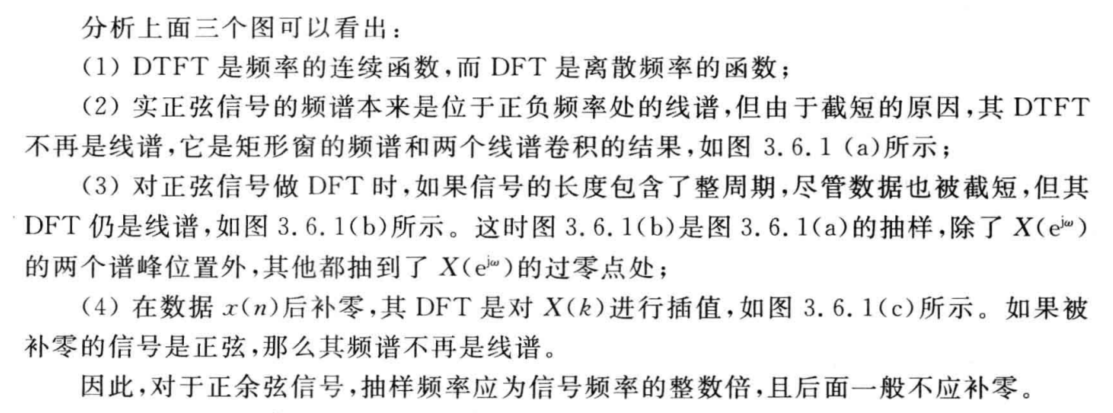 分析上面三个图可以看出：
（1）DTFT 是频率的连续函数，而 DFT 是离散频率的函数；
（2）实正弦信号的频谱本来是位于正负频率处的线谱，但由于截短的原因，其 DTFT
不再是线谱，它是矩形窗的频谱和两个线谱卷积的结果，如图 3.6.1 (a)所示；
（3）对正弦信号做 DFT 时，如果信号的长度包含了整周期，尽管数据也被截短，但其
DFT 仍是线谱，如图 3.6.1(b)所示。这时图 3.6.1(b)是图 3.6.1(a)的抽样，除了 X(e^{jω})
的两个谱峰位置外，其他都抽到了 X(e^{jω})的过零点处；
（4）在数据 x(n)后补零，其 DFT 是对 X(k)进行插值，如图 3.6.1(c)所示。如果被
补零的信号是正弦，那么其频谱不再是线谱。
因此，对于正余弦信号，抽样频率应为信号频率的整数倍，且后面一般不应补零。